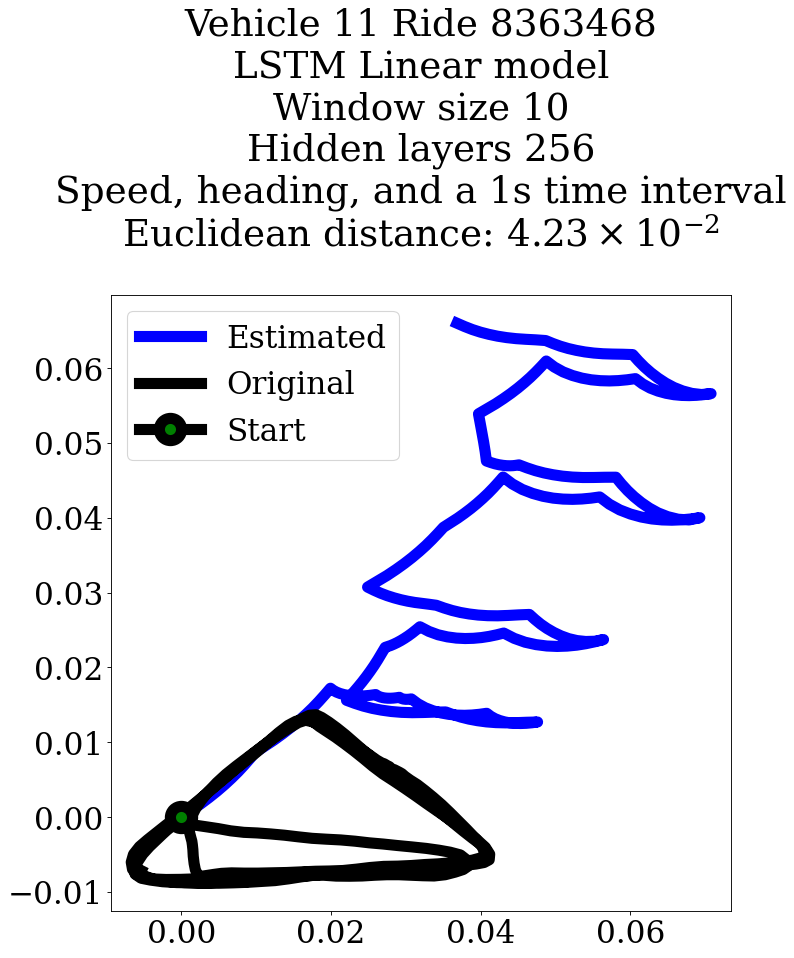 Vehicle 11 Ride 8363468
LSTM Linear model
Window size 10
Hidden layers 256
Speed, heading, and a 1s time interval
Euclidean distance: 4.23 × 10⁻²
Estimated
Original
Start
0.06
0.05
0.04
0.03
0.02
0.01
0.00
−0.01
0.00 0.02 0.04 0.06